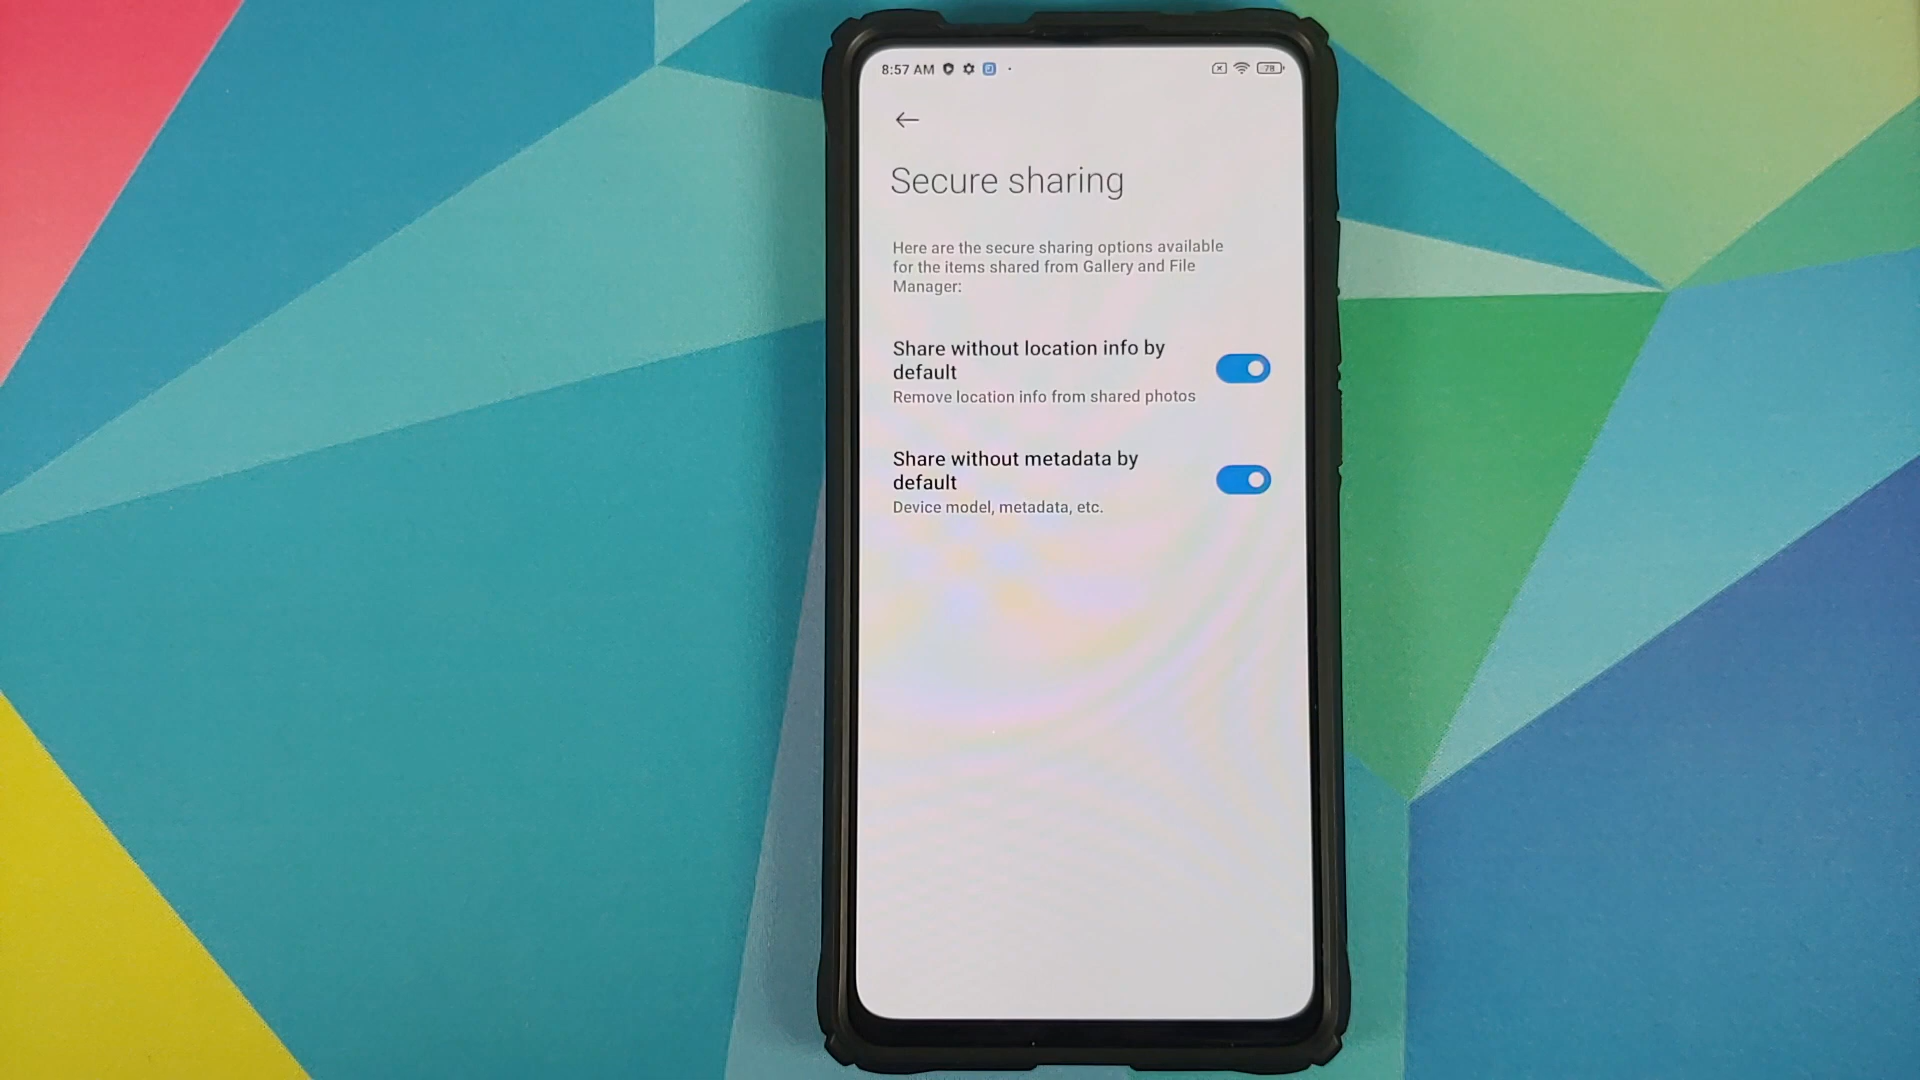 8:57 AM
78
Secure sharing
Here are the secure sharing options available
for the items shared from Gallery and File
Manager:
Share without location info by
default
Remove location info from shared photos
Share without metadata by
default
Device model, metadata, etc.